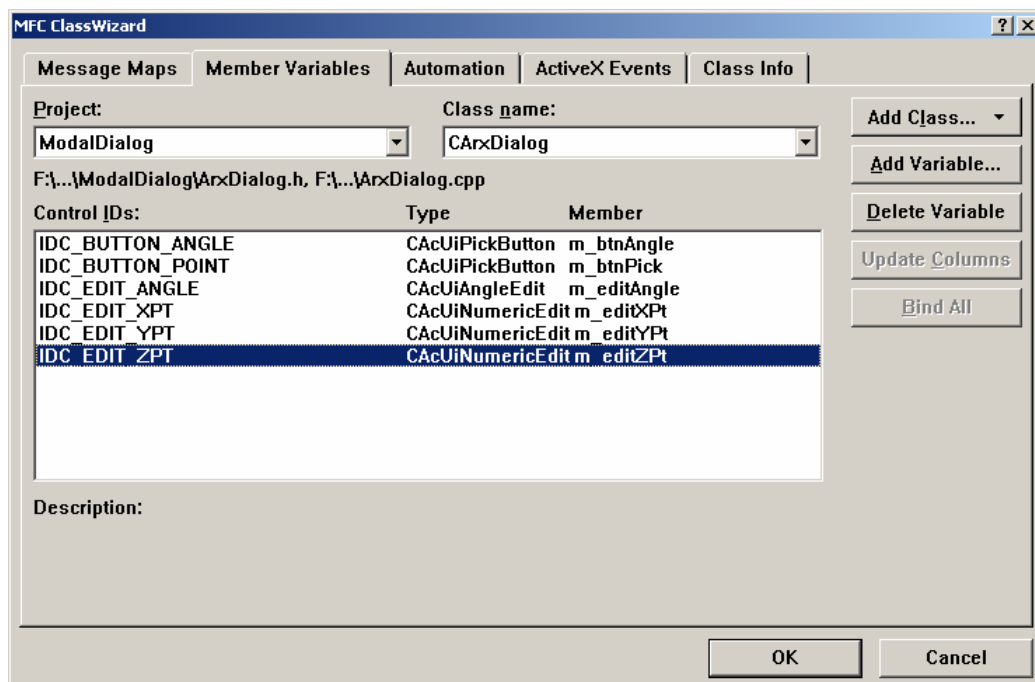 MFC ClassWizard
Message Maps Member Variables Automation ActiveX Events Class Info
Project: Class name:
ModalDialog CArxDialog
Add Class...
Add Variable...
F:\...\ModalDialog\ArxDialog.h, F:\...\ArxDialog.cpp
Control IDs: Type Member
Delete Variable
IDC_BUTTON_ANGLE CAcUiPickButton m_btnAngle
IDC_BUTTON_POINT CAcUiPickButton m_btnPick
Update Columns
IDC_EDIT_ANGLE CAcUiAngleEdit m_editAngle
IDC_EDIT_XPT CAcUiNumericEdit m_editXPt
Bind All
IDC_EDIT_YPT CAcUiNumericEdit m_editYPt
IDC_EDIT_ZPT CAcUiNumericEdit m_editZPt
Description:
OK Cancel